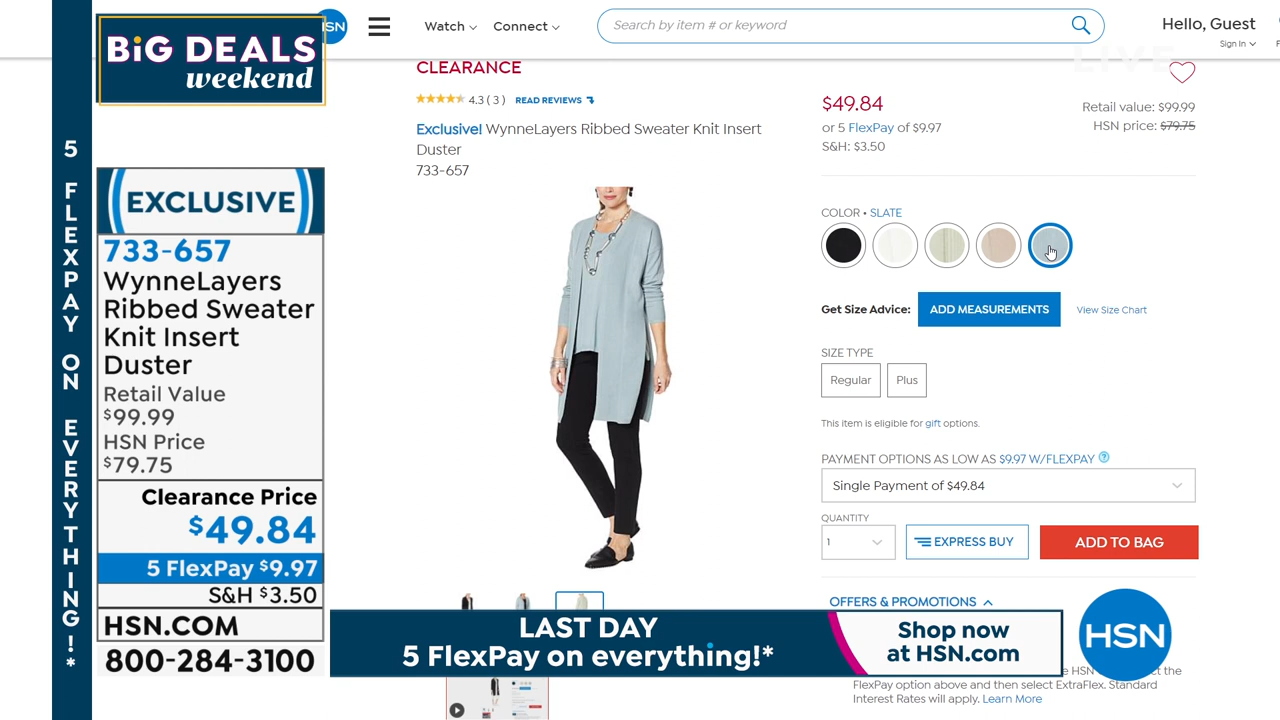 BiG DEALS
weekend
HSN
Watch
Connect
Search by item # or keyword
Hello, Guest
Sign In
LIVE
5 FLEXPAY ON EVERYTHING!*
EXCLUSIVE
733-657
WynneLayers
Ribbed Sweater
Knit Insert
Duster
Retail Value
$99.99
HSN Price
$79.75
Clearance Price
$49.84
5 FlexPay $9.97
S&H $3.50
HSN.COM
800-284-3100
CLEARANCE
4.3 ( 3 ) READ REVIEWS
Exclusive! WynneLayers Ribbed Sweater Knit Insert
Duster
733-657
$49.84
or 5 FlexPay of $9.97
S&H: $3.50
Retail value: $99.99
HSN price: $79.75
COLOR • SLATE
Get Size Advice: ADD MEASUREMENTS View Size Chart
SIZE TYPE
Regular Plus
This item is eligible for gift options.
PAYMENT OPTIONS AS LOW AS $9.97 W/FLEXPAY ?
Single Payment of $49.84
QUANTITY
1 EXPRESS BUY ADD TO BAG
OFFERS & PROMOTIONS
LAST DAY
5 FlexPay on everything!*
Shop now
at HSN.com
HSN
HSN
the
FlexPay option above and then select ExtraFlex. Standard
Interest Rates will apply. Learn More